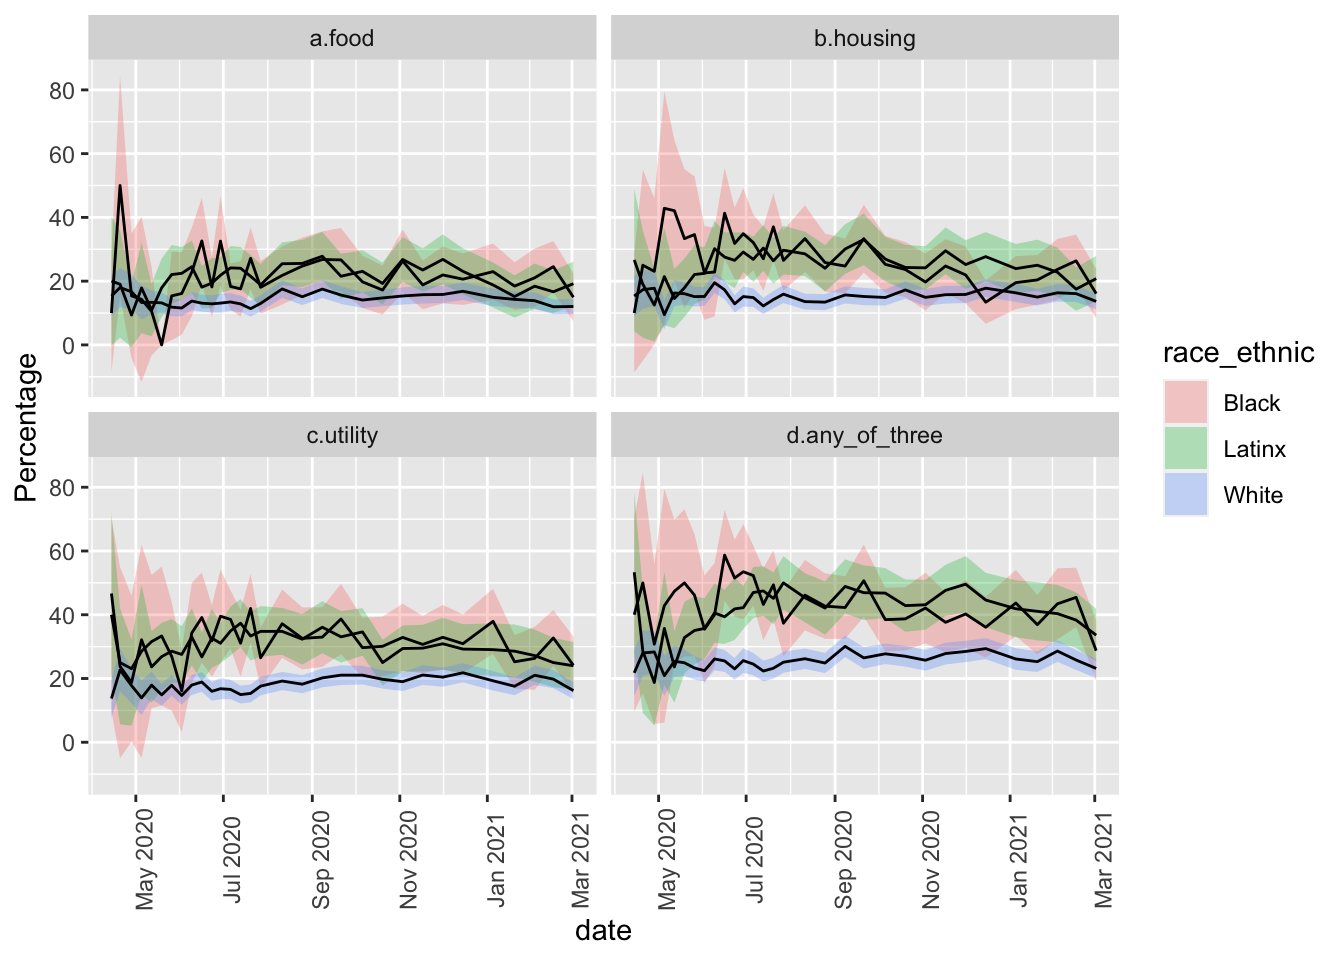 a.food
b.housing
80
60
40
20
0
c.utility
d.any_of_three
80
60
40
20
0
Percentage
May 2020
Jul 2020
Sep 2020
Nov 2020
Jan 2021
Mar 2021
May 2020
Jul 2020
Sep 2020
Nov 2020
Jan 2021
Mar 2021
date
race_ethnic
Black
Latinx
White